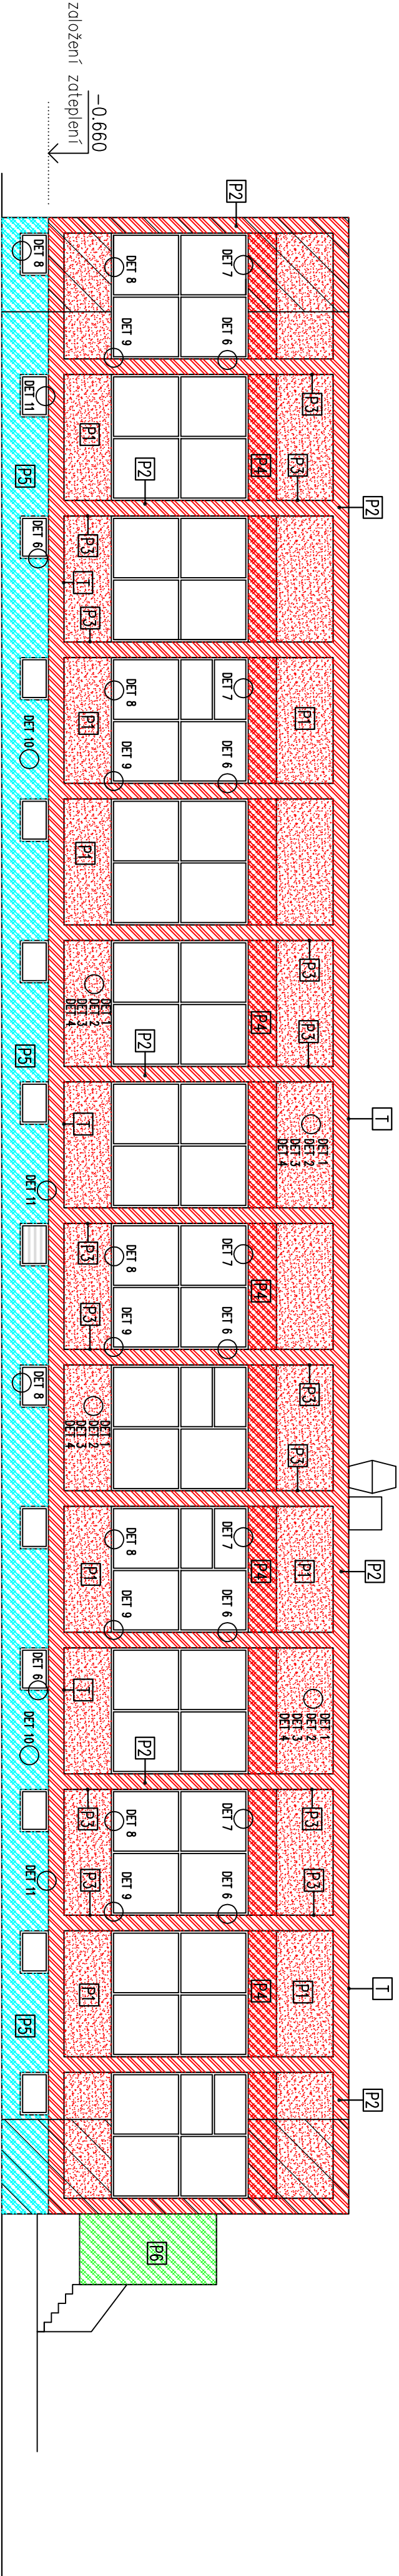 -0.660
založení zateplení
P2
DET 7
DET 8
DET 6
DET 9
DET 8
P3
P3
P4
P1
P2
DET 11
P5
P2
P3
T
P3
DET 6
P1
DET 7
DET 8
DET 6
DET 9
P1
DET 10
P1
P3
P3
P4
DET 1
DET 2
DET 3
DET 4
P2
P5
T
DET 1
DET 2
DET 3
DET 4
T
DET 11
DET 7
DET 8
P4
DET 6
DET 9
P3
P3
P3
P3
DET 1
DET 2
DET 3
DET 4
DET 8
P2
P1
DET 7
DET 8
P4
DET 6
DET 9
P1
DET 1
DET 2
DET 3
DET 4
P2
T
DET 6
DET 10
P3
P3
DET 7
DET 8
DET 6
DET 9
P3
P3
DET 11
T
P1
P4
P1
P5
P2
P6